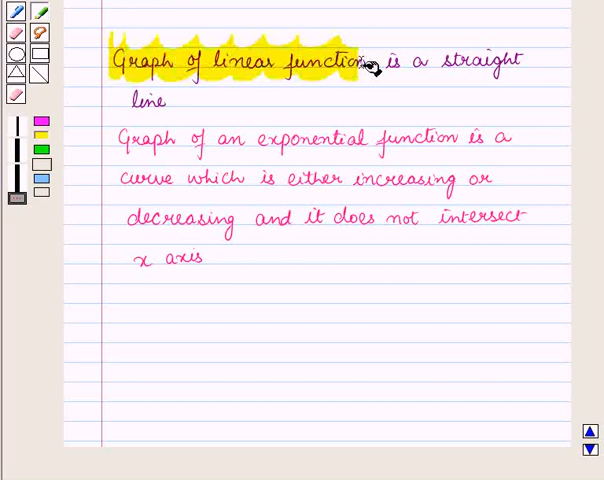 Graph of linear function is a straight
line
Graph of an exponential function is a
curve which is either increasing or
decreasing and it does not intersect
x axis